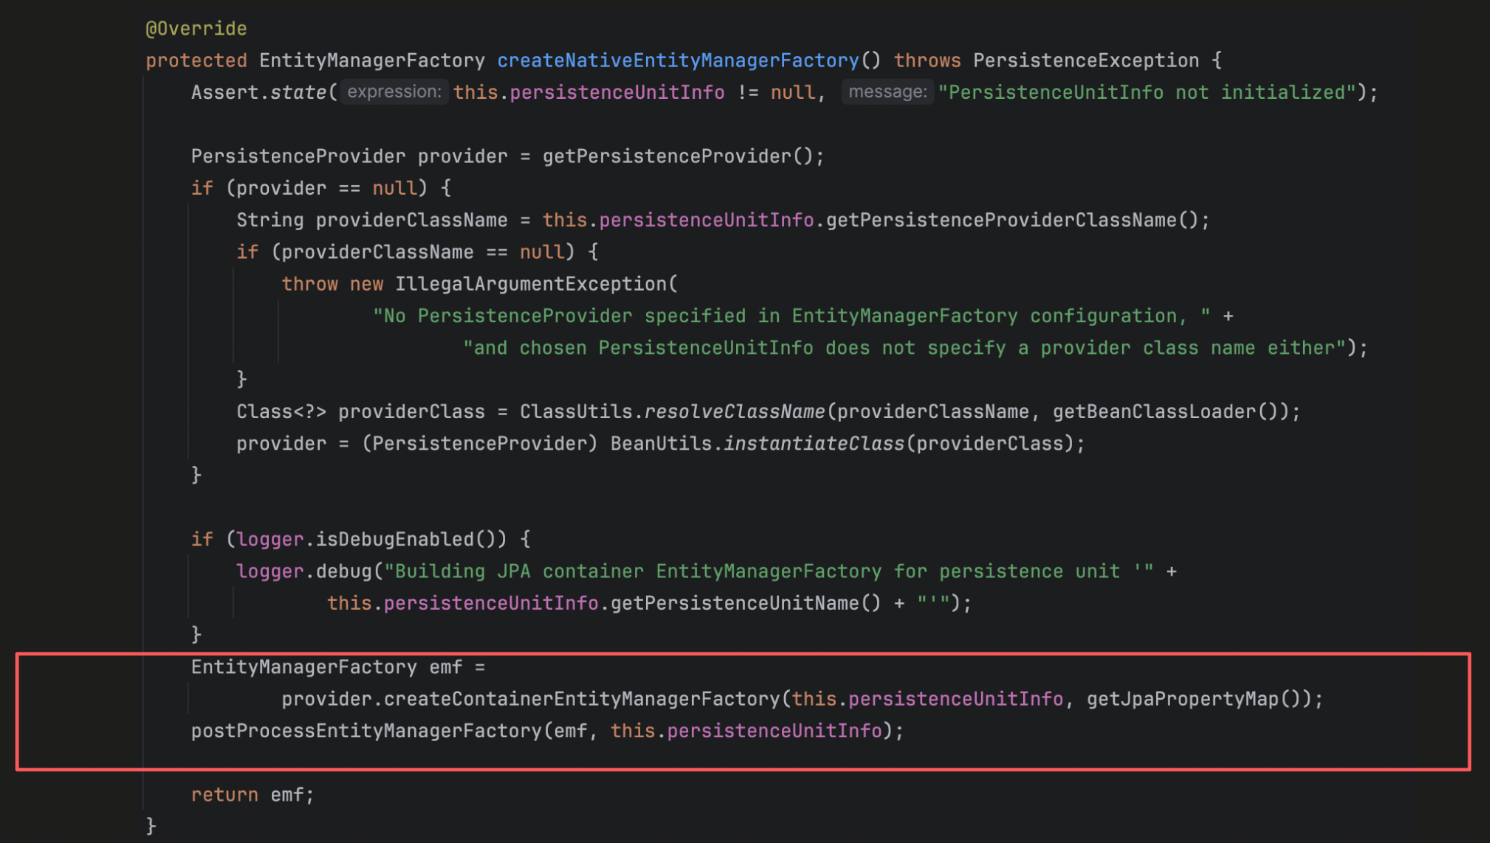 @Override
protected EntityManagerFactory createNativeEntityManagerFactory() throws PersistenceException {
Assert.state( expression: this.persistenceUnitInfo != null, message: "PersistenceUnitInfo not initialized");
PersistenceProvider provider = getPersistenceProvider();
if (provider == null) {
String providerClassName = this.persistenceUnitInfo.getPersistenceProviderClassName();
if (providerClassName == null) {
throw new IllegalArgumentException(
"No PersistenceProvider specified in EntityManagerFactory configuration, " +
"and chosen PersistenceUnitInfo does not specify a provider class name either");
}
Class<?> providerClass = ClassUtils.resolveClassName(providerClassName, getBeanClassLoader());
provider = (PersistenceProvider) BeanUtils.instantiateClass(providerClass);
}
if (logger.isDebugEnabled()) {
logger.debug("Building JPA container EntityManagerFactory for persistence unit '" +
this.persistenceUnitInfo.getPersistenceUnitName() + "'");
}
EntityManagerFactory emf =
provider.createContainerEntityManagerFactory(this.persistenceUnitInfo, getJpaPropertyMap());
postProcessEntityManagerFactory(emf, this.persistenceUnitInfo);
return emf;
}